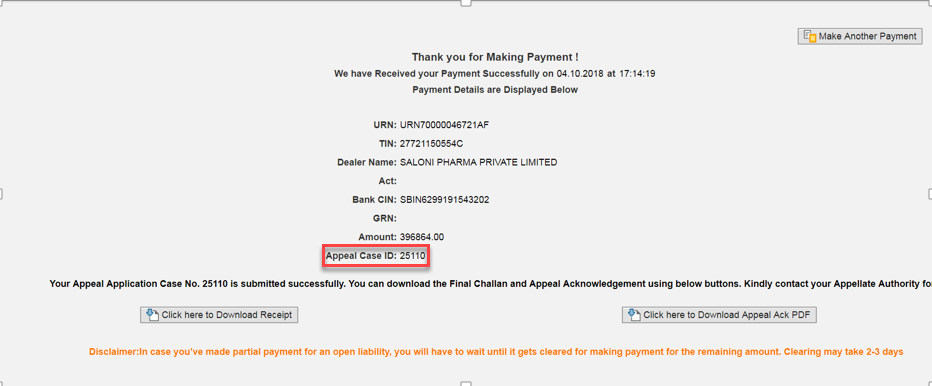 Make Another Payment
Thank you for Making Payment !
We have Received your Payment Successfully on 04.10.2018 at 17:14:19
Payment Details are Displayed Below
URN: URN70000046721AF
TIN: 27721150554C
Dealer Name: SALONI PHARMA PRIVATE LIMITED
Act:
Bank CIN: SBIN6299191543202
GRN:
Amount: 396864.00
Appeal Case ID: 25110
Your Appeal Application Case No. 25110 is submitted successfully. You can download the Final Challan and Appeal Acknowledgement using below buttons. Kindly contact your Appellate Authority for
Click here to Download Receipt
Click here to Download Appeal Ack PDF
Disclaimer:In case you've made partial payment for an open liability, you will have to wait until it gets cleared for making payment for the remaining amount. Clearing may take 2-3 days